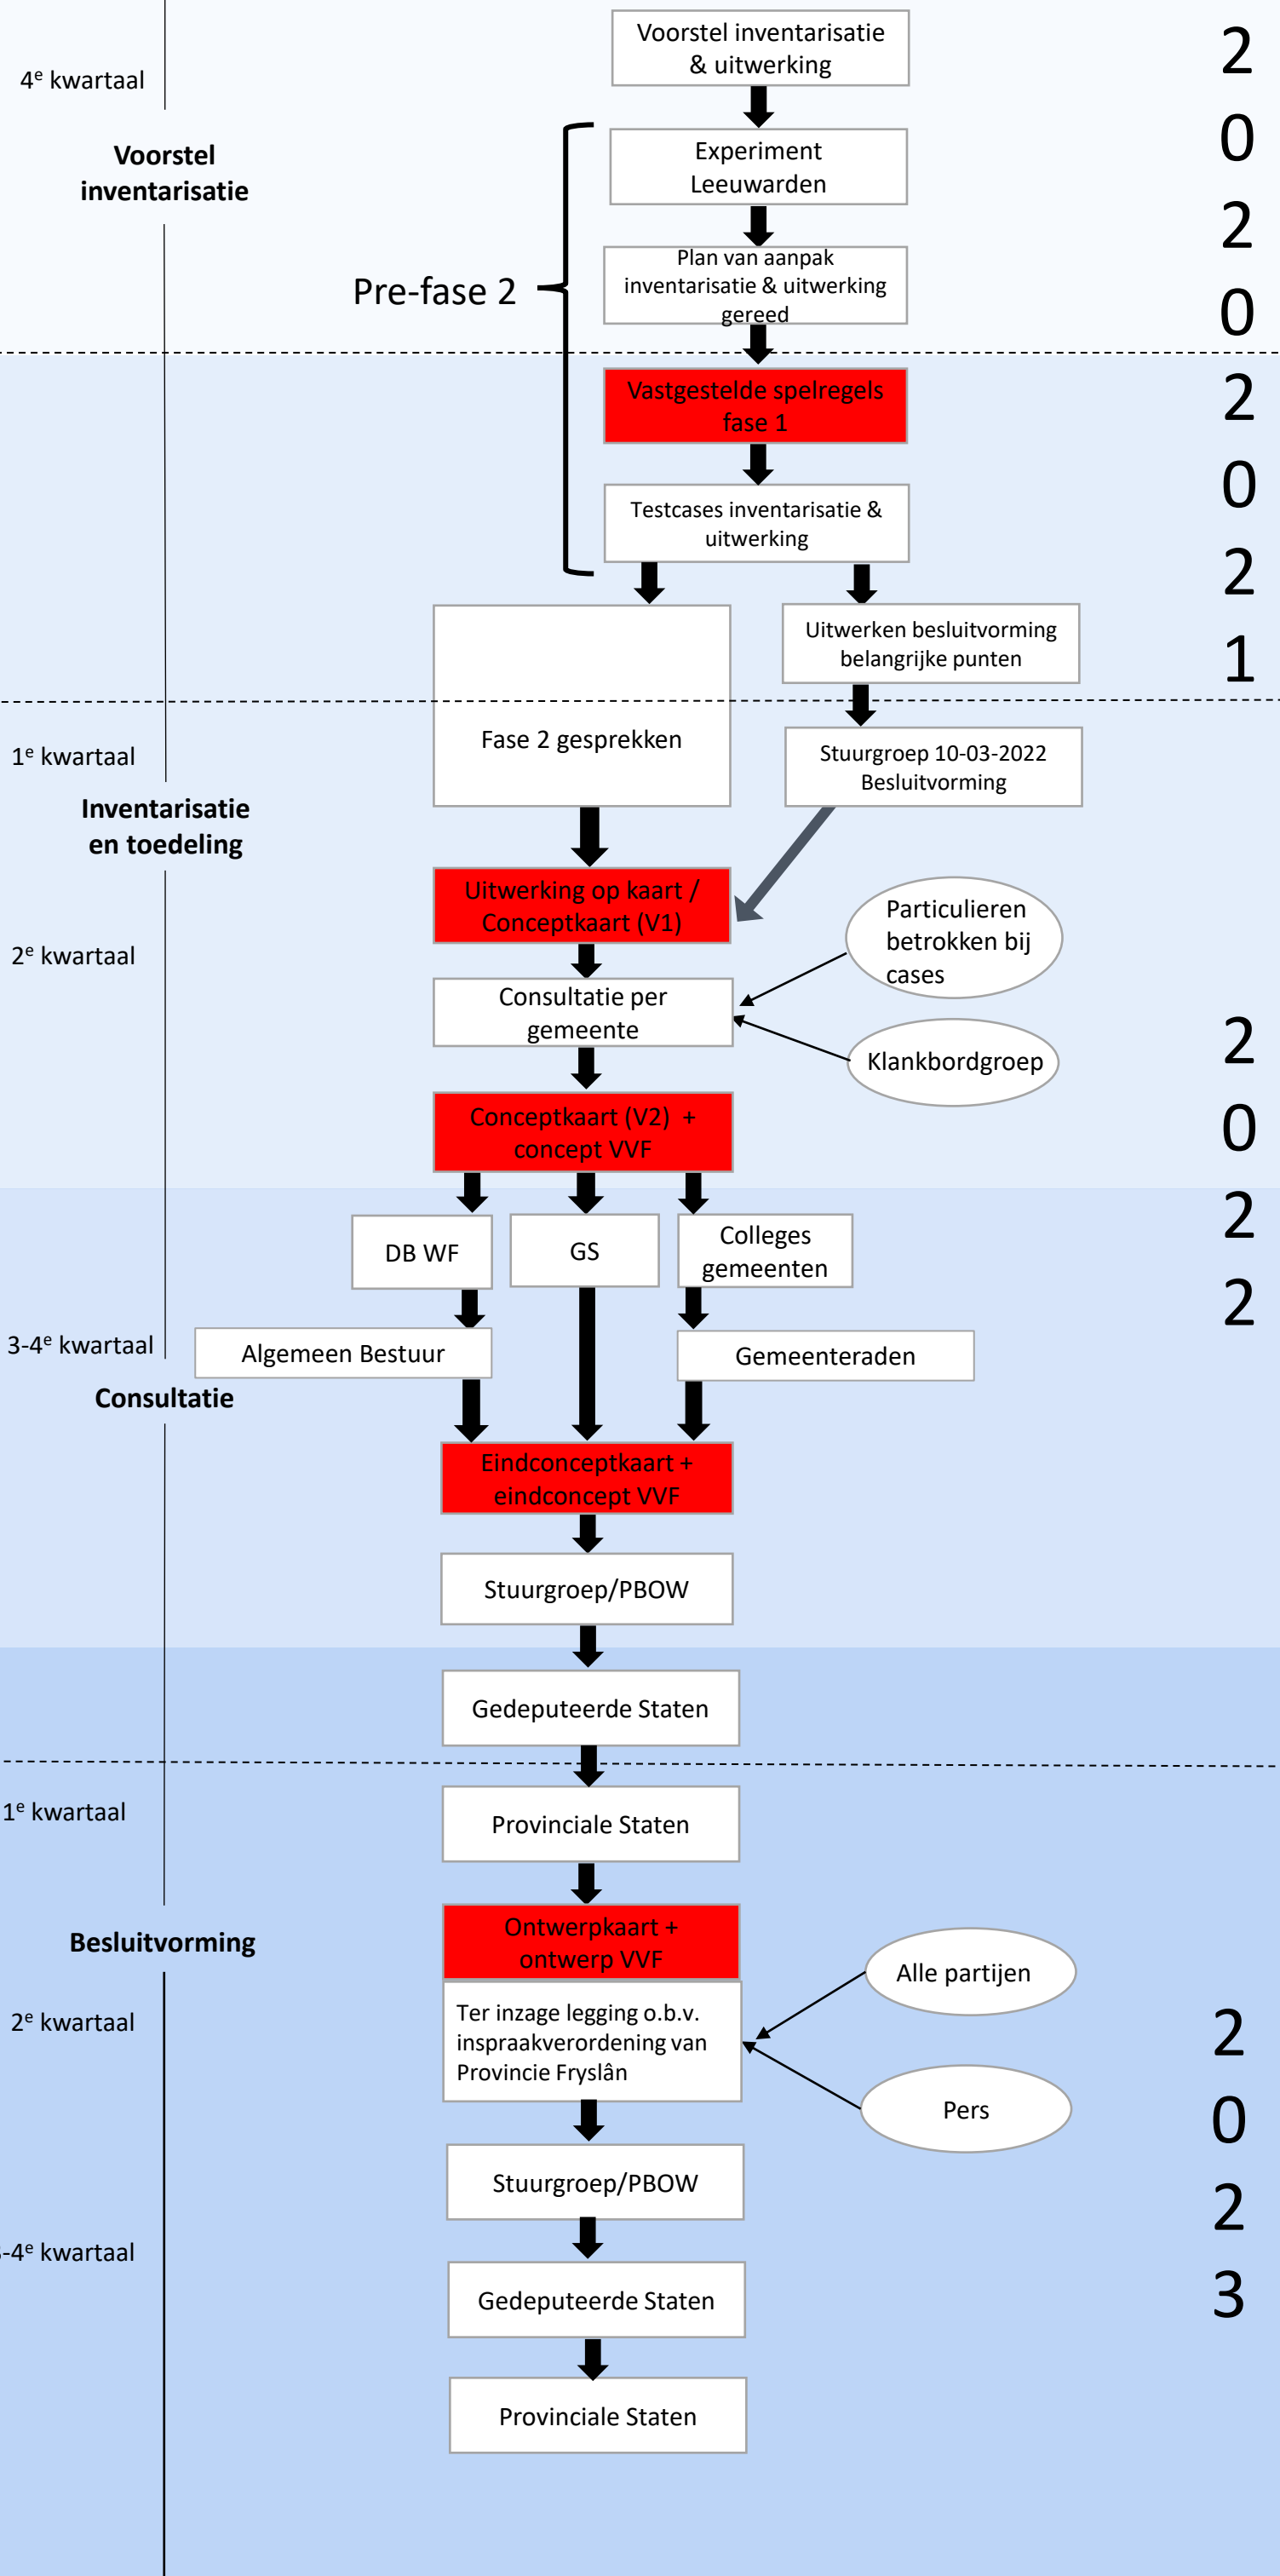 Voorstel inventarisatie
& uitwerking
2
0
2
0
4e kwartaal
Voorstel
inventarisatie
Experiment
Leeuwarden
Pre-fase 2
Plan van aanpak
inventarisatie & uitwerking
gereed
Vastgestelde spelregels
fase 1
2
0
2
1
Testcases inventarisatie &
uitwerking
Uitwerken besluitvorming
belangrijke punten
1e kwartaal
Fase 2 gesprekken
Stuurgroep 10-03-2022
Besluitvorming
Inventarisatie
en toedeling
Uitwerking op kaart /
Conceptkaart (V1)
Particulieren
betrokken bij
cases
2e kwartaal
Consultatie per
gemeente
Klankbordgroep
2
0
2
2
Conceptkaart (V2) +
concept VVF
DB WF
GS
Colleges
gemeenten
3-4e kwartaal
Algemeen Bestuur
Gemeenteraden
Consultatie
Eindconceptkaart +
eindconcept VVF
Stuurgroep/PBOW
Gedeputeerde Staten
1e kwartaal
Provinciale Staten
Besluitvorming
Ontwerpkaart +
ontwerp VVF
Alle partijen
2e kwartaal
Ter inzage legging o.b.v.
inspraakverordening van
Provincie Fryslân
2
0
2
3
Pers
Stuurgroep/PBOW
-4e kwartaal
Gedeputeerde Staten
Provinciale Staten